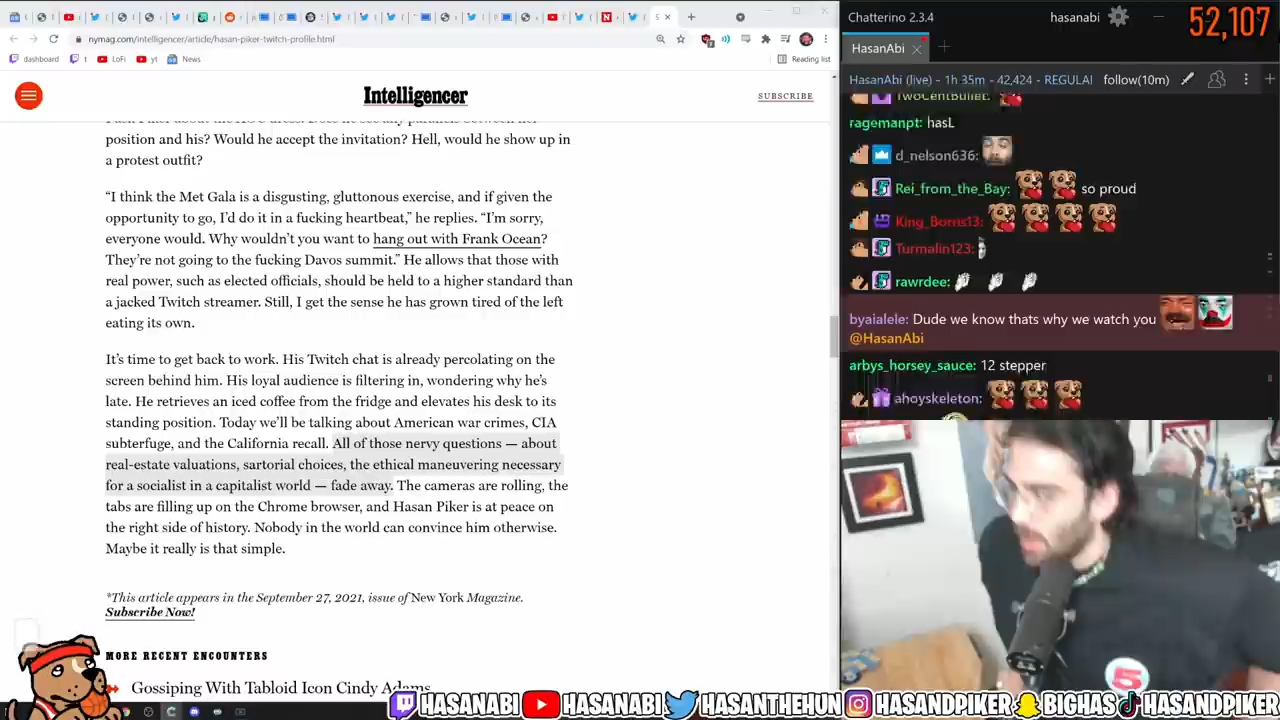 nymag.com/intelligencer/article/hasan-piker-twitch-profile.html
dashboard
LoFi
yt
News
Reading list
Intelligencer
SUBSCRIBE
position and his? Would he accept the invitation? Hell, would he show up in
a protest outfit?
“I think the Met Gala is a disgusting, gluttonous exercise, and if given the
opportunity to go, I’d do it in a fucking heartbeat,” he replies. “I’m sorry,
everyone would. Why wouldn’t you want to hang out with Frank Ocean?
They’re not going to the fucking Davos summit.” He allows that those with
real power, such as elected officials, should be held to a higher standard than
a jacked Twitch streamer. Still, I get the sense he has grown tired of the left
eating its own.
It’s time to get back to work. His Twitch chat is already percolating on the
screen behind him. His loyal audience is filtering in, wondering why he’s
late. He retrieves an iced coffee from the fridge and elevates his desk to its
standing position. Today we’ll be talking about American war crimes, CIA
subterfuge, and the California recall. All of those nervy questions — about
real-estate valuations, sartorial choices, the ethical maneuvering necessary
for a socialist in a capitalist world — fade away. The cameras are rolling, the
tabs are filling up on the Chrome browser, and Hasan Piker is at peace on
the right side of history. Nobody in the world can convince him otherwise.
Maybe it really is that simple.
*This article appears in the September 27, 2021, issue of New York Magazine.
Subscribe Now!
MORE RECENT ENCOUNTERS
Gossiping With Tabloid Icon Cindy Adams
Chatterino 2.3.4
hasanabi
52,107
HasanAbi
HasanAbi (live) - 1h 35m - 42,424 - REGULAI follow(10m)
TwoCentBullet:
ragemanpt: hasL
d_nelson636:
Rei_from_the_Bay: so proud
King_Borris13:
Turmalin123:
rawrdee:
byaialele: Dude we know thats why we watch you
@HasanAbi
arbys_horsey_sauce: 12 stepper
ahoyskeleton:
HASANABI HASANABI HASANTHEHUN HASANDPIKER BIGHAS HASANDPIKER